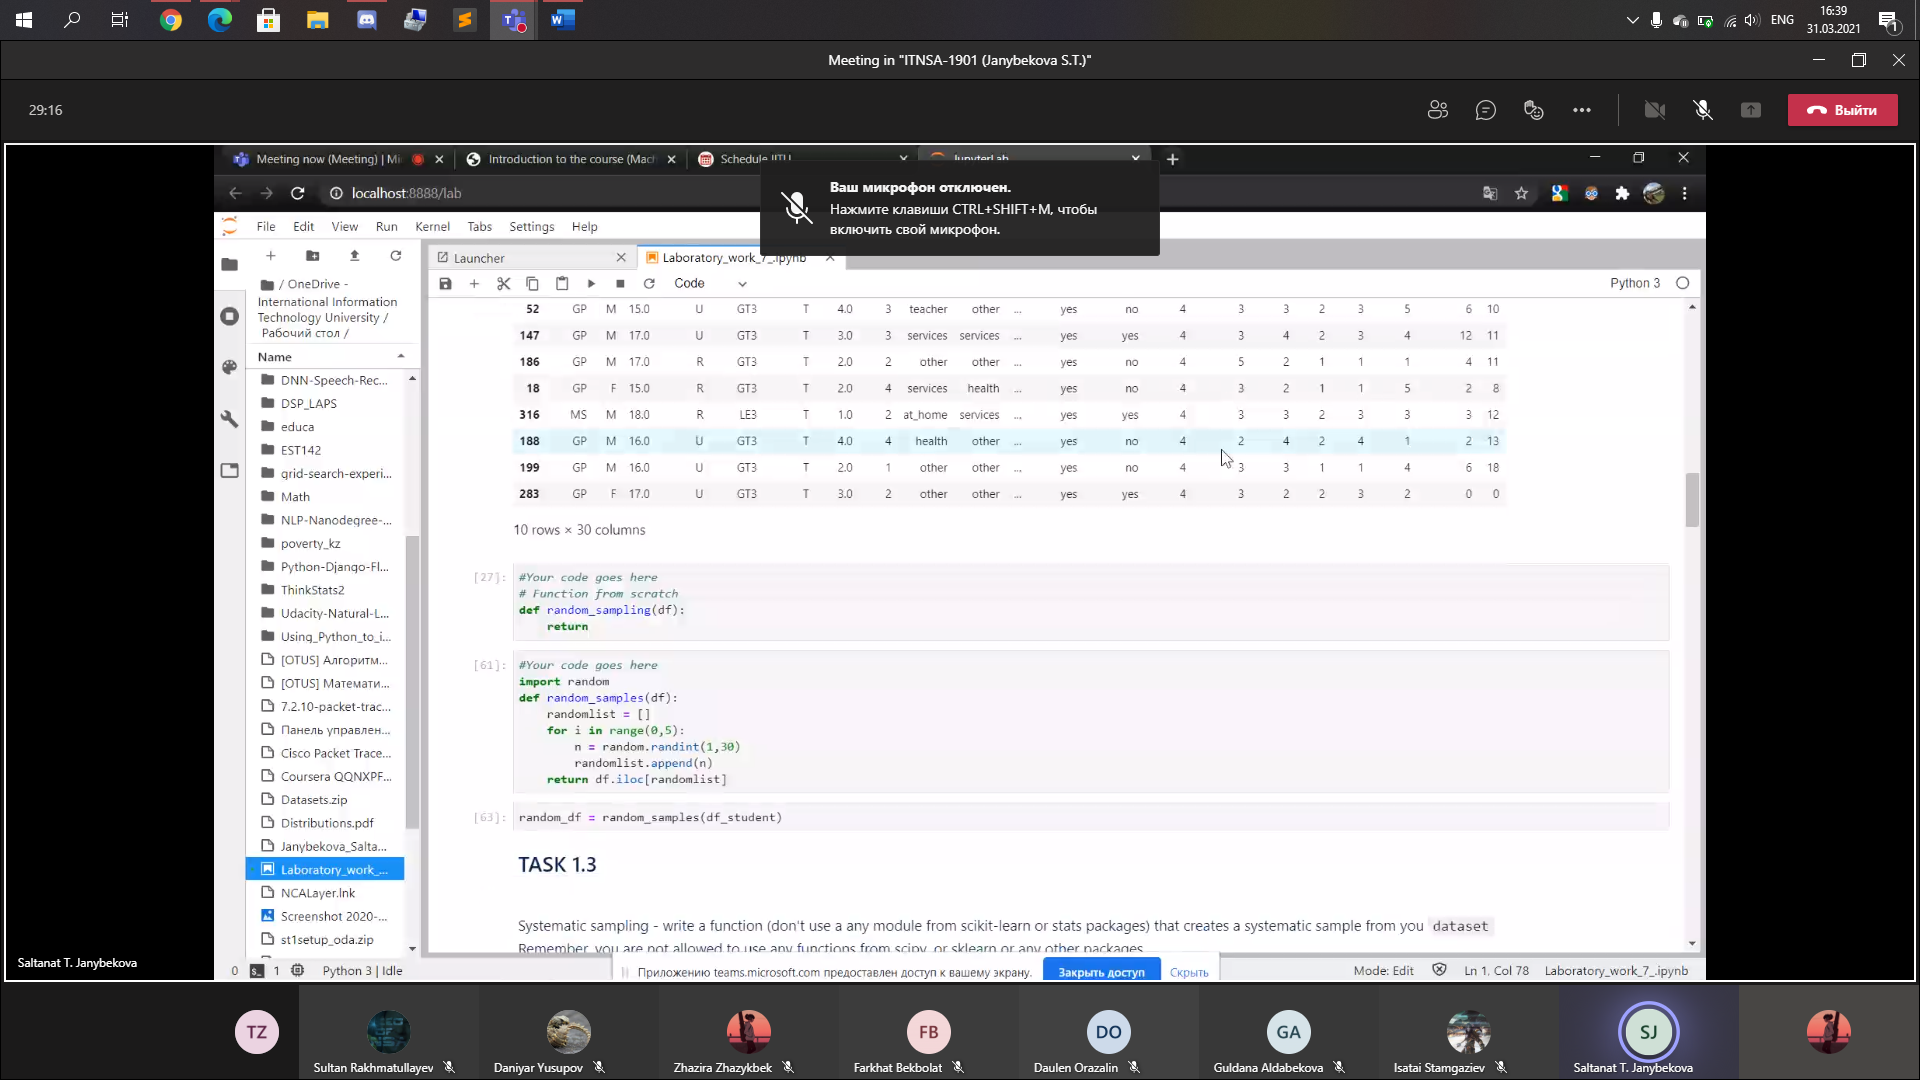 16:39
ENG
31.03.2021
1
Meeting in "ITNSA-1901 (Janybekova S.T.)"
29:16
Выйти
Meeting now (Meeting) | Mi
Introduction to the course (Mach
Schedule IITU
JupyterLab
Ваш микрофон отключен.
Нажмите клавиши CTRL+SHIFT+M, чтобы
включить свой микрофон.
localhost:8888/lab
File Edit View Run Kernel Tabs Settings Help
Launcher
Laboratory_work_7_.ipynb
Code
Python 3
/ OneDrive -
International Information
Technology University /
Рабочий стол /
Name
DNN-Speech-Rec...
DSP_LAPS
educa
EST142
grid-search-experi...
Math
NLP-Nanodegree-...
poverty_kz
Python-Django-Fl...
ThinkStats2
Udacity-Natural-L...
Using_Python_to_i...
[OTUS] Алгоритм...
[OTUS] Математи...
7.2.10-packet-trac...
Панель управлен...
Cisco Packet Trace...
Coursera QQNXPF...
Datasets.zip
Distributions.pdf
Janybekova_Salta...
Laboratory_work_...
NCALayer.lnk
Screenshot 2020-...
st1setup_oda.zip
52 GP M 15.0 U GT3 T 4.0 3 teacher other ... yes no 4 3 3 2 3 5 6 10
147 GP M 17.0 U GT3 T 3.0 3 services services ... yes yes 4 3 4 2 3 4 12 11
186 GP M 17.0 R GT3 T 2.0 2 other other ... yes no 4 5 2 1 1 1 4 11
18 GP F 15.0 R GT3 T 2.0 4 services health ... yes no 4 3 2 1 1 5 2 8
316 MS M 18.0 R LE3 T 1.0 2 at_home services ... yes yes 4 3 3 2 3 3 3 12
188 GP M 16.0 U GT3 T 4.0 4 health other ... yes no 4 2 4 2 4 1 2 13
199 GP M 16.0 U GT3 T 2.0 1 other other ... yes no 4 3 3 1 1 4 6 18
283 GP F 17.0 U GT3 T 3.0 2 other other ... yes yes 4 3 2 2 3 2 0 0
10 rows × 30 columns
[27]:
#Your code goes here
# Function from scratch
def random_sampling(df):
return
[61]:
#Your code goes here
import random
def random_samples(df):
randomlist = []
for i in range(0,5):
n = random.randint(1,30)
randomlist.append(n)
return df.iloc[randomlist]
[63]: random_df = random_samples(df_student)
TASK 1.3
Systematic sampling - write a function (don't use a any module from scikit-learn or stats packages) that creates a systematic sample from you dataset
Remember, you are not allowed to use any functions from scipy, or sklearn or any other packages
0 1 Python 3 | Idle
Приложению teams.microsoft.com предоставлен доступ к вашему экрану.
Закрыть доступ
Скрыть
Mode: Edit
Ln 1, Col 78
Laboratory_work_7_.ipynb
Saltanat T. Janybekova
TZ
Sultan Rakhmatullayev
Daniyar Yusupov
Zhazira Zhazykbek
FB
Farkhat Bekbolat
DO
Daulen Orazalin
GA
Guldana Aldabekova
Isatai Stamgaziev
SJ
Saltanat T. Janybekova